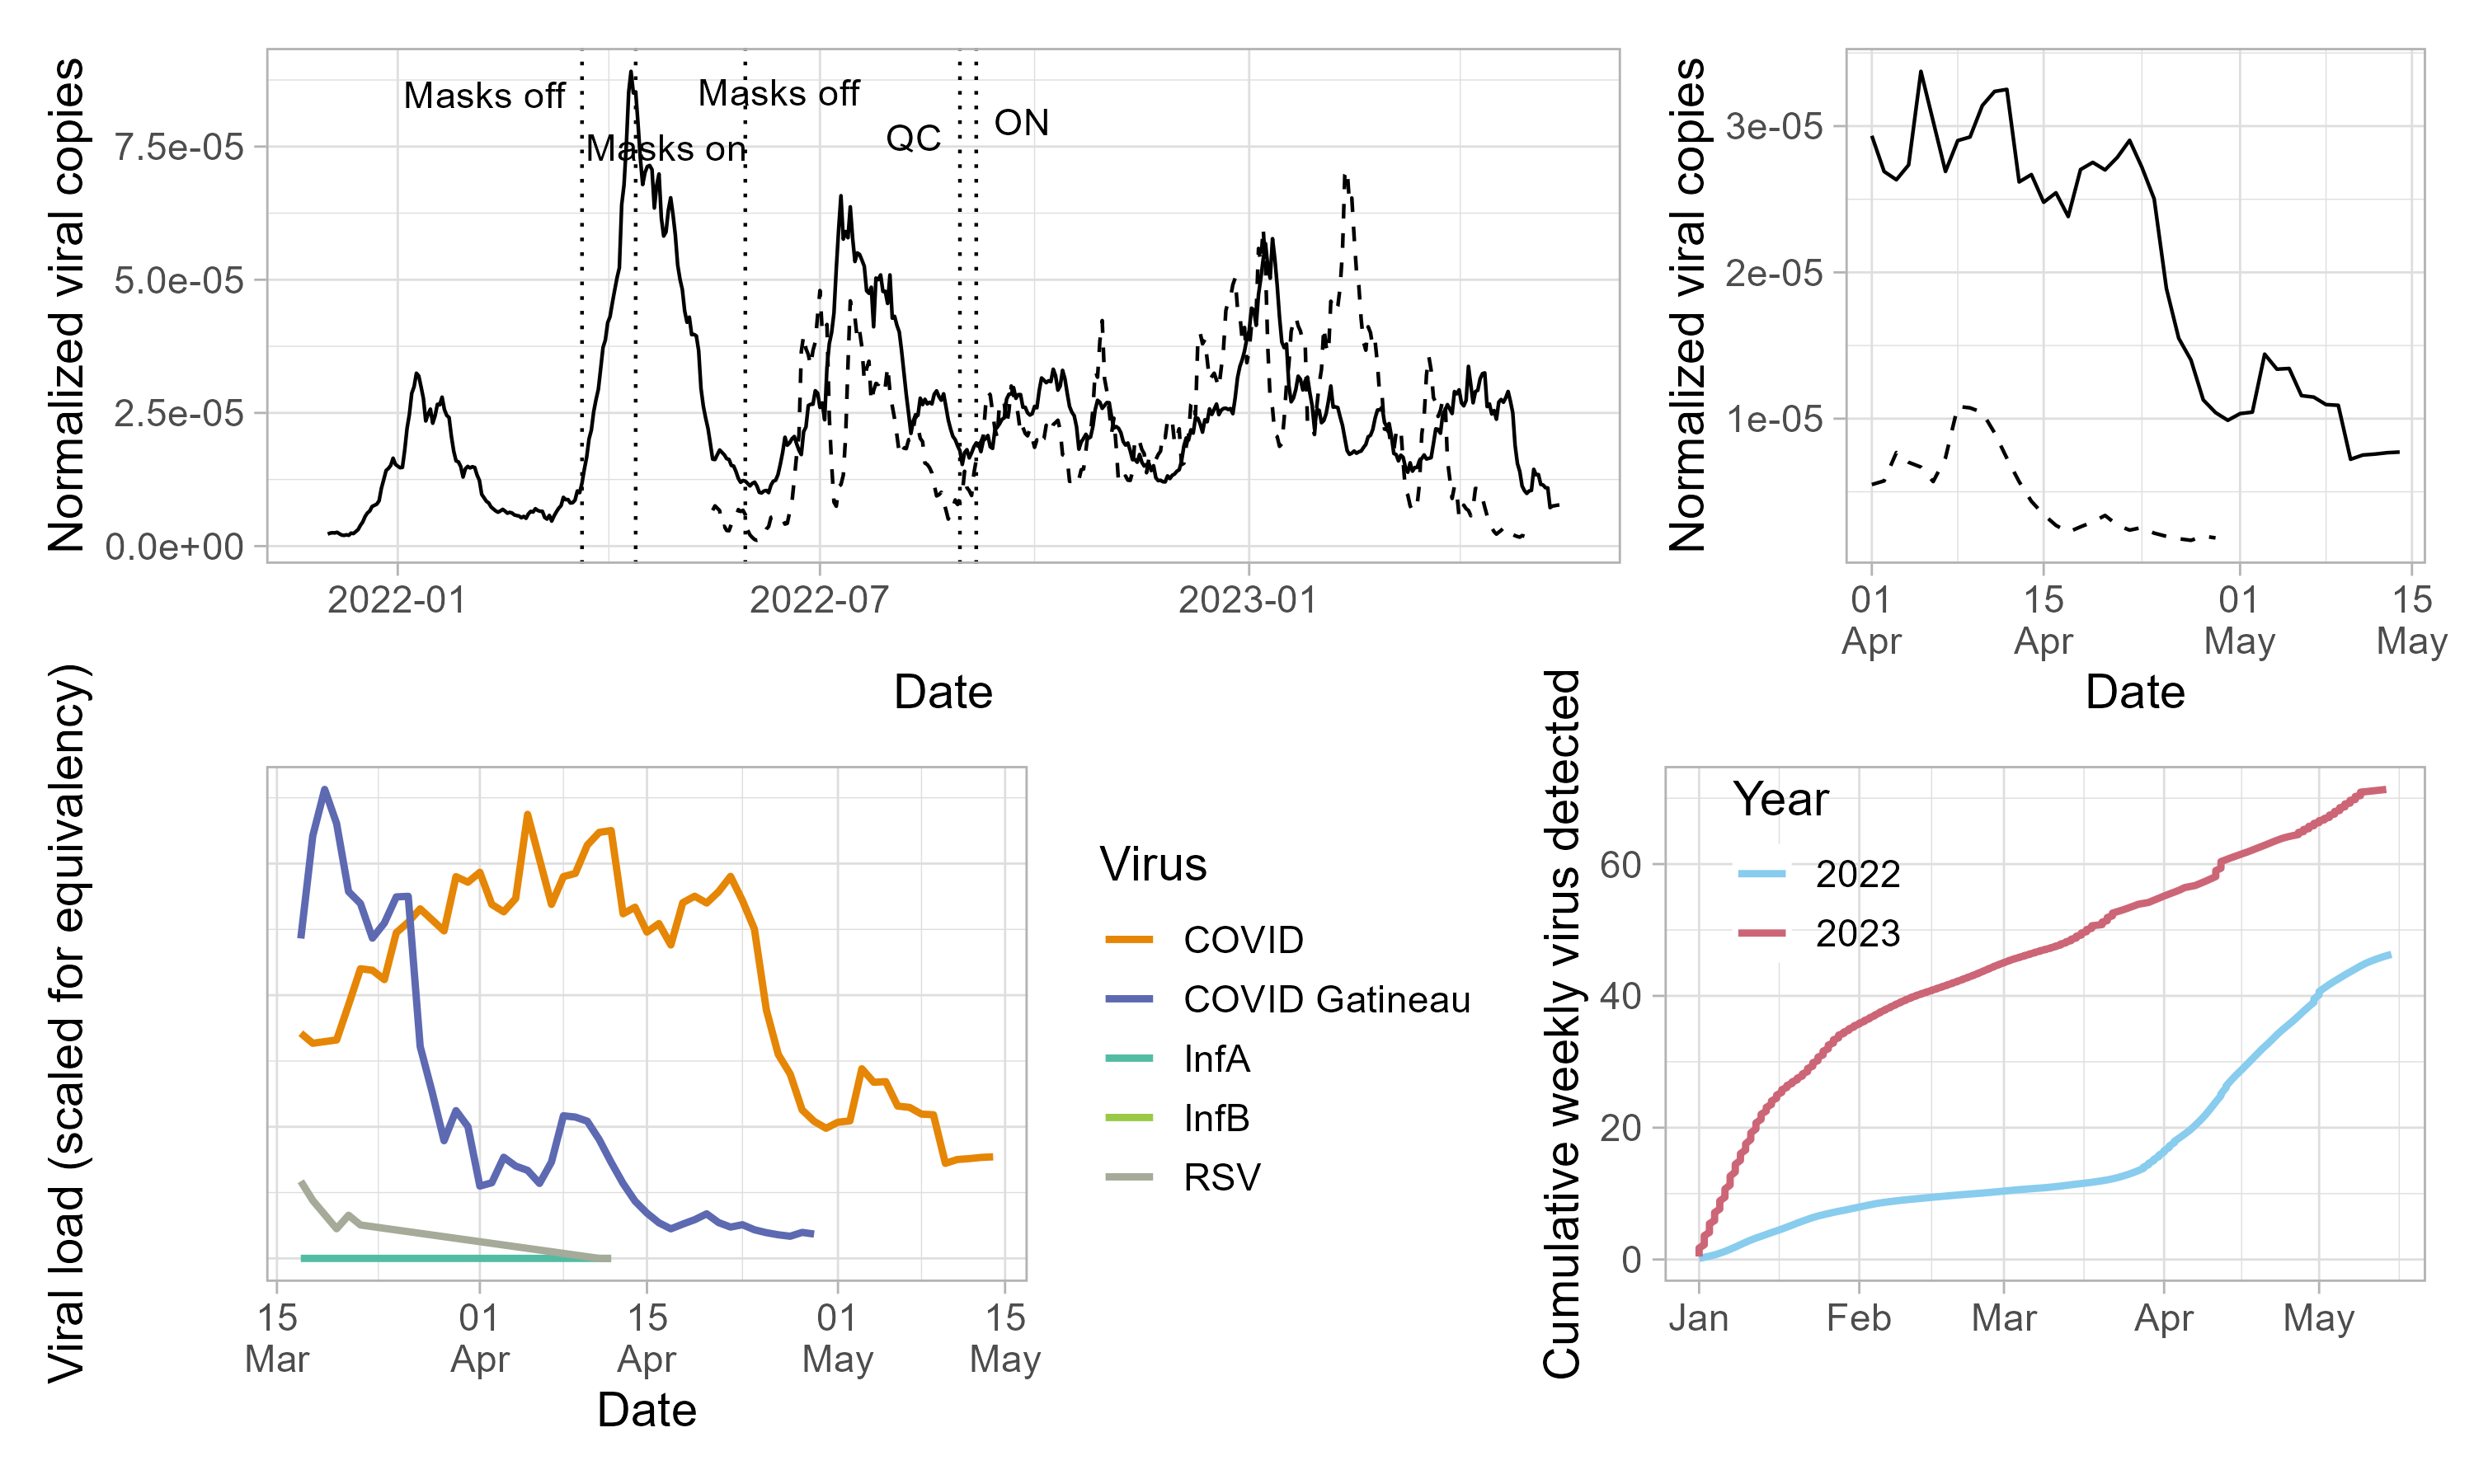 Normalized viral copies
7.5e-05
5.0e-05
2.5e-05
0.0e+00
Masks off
Masks on
Masks off
QC
ON
2022-01
2022-07
2023-01
Date
Normalized viral copies
3e-05
2e-05
1e-05
01 Apr
15 Apr
01 May
15 May
Date
Viral load (scaled for equivalency)
15 Mar
01 Apr
15 Apr
01 May
15 May
Date
Virus
COVID
COVID Gatineau
InfA
InfB
RSV
Cumulative weekly virus detected
60
40
20
0
Year
2022
2023
Jan
Feb
Mar
Apr
May